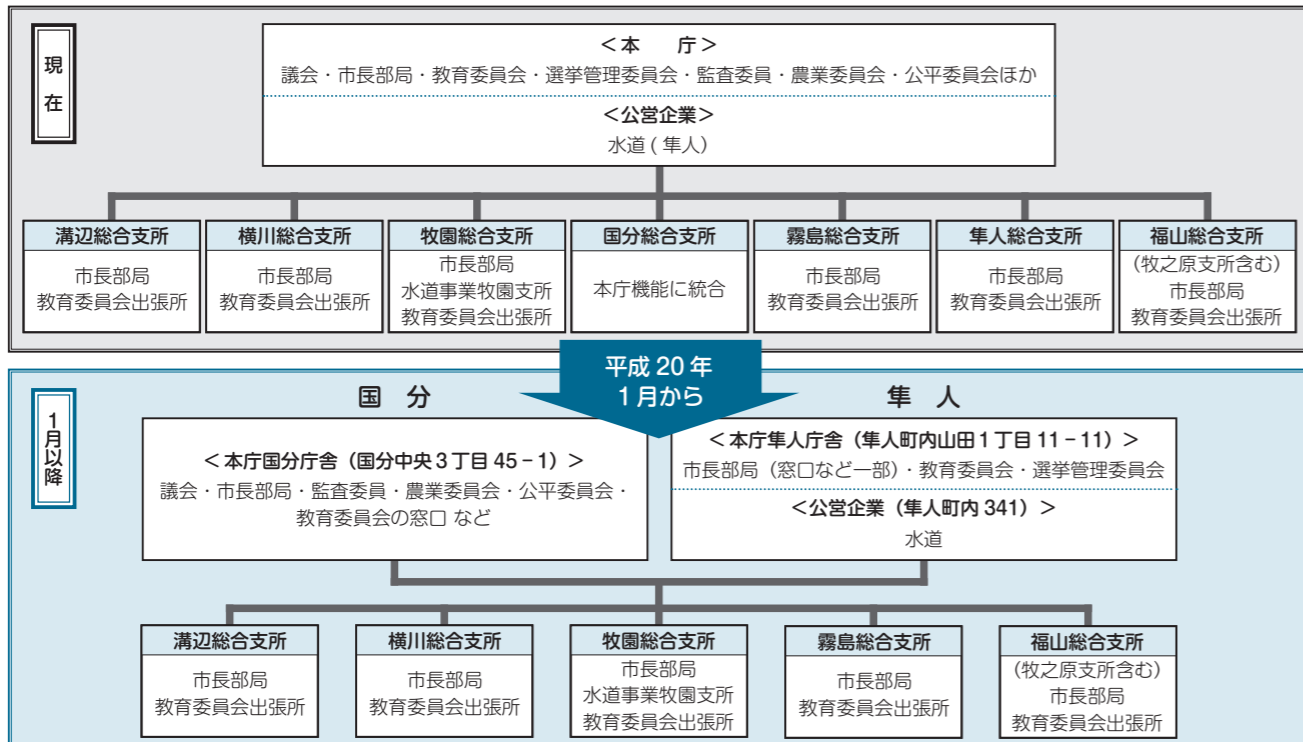 現在
＜本　庁＞
議会・市長部局・教育委員会・選挙管理委員会・監査委員・農業委員会・公平委員会ほか
＜公営企業＞
水道 ( 隼人 )
溝辺総合支所
市長部局
教育委員会出張所
横川総合支所
市長部局
教育委員会出張所
牧園総合支所
市長部局
水道事業牧園支所
教育委員会出張所
国分総合支所
本庁機能に統合
霧島総合支所
市長部局
教育委員会出張所
隼人総合支所
市長部局
教育委員会出張所
福山総合支所
(牧之原支所含む)
市長部局
教育委員会出張所
平成 20 年
1 月から
1月以降
国　分
＜本庁国分庁舎（国分中央３丁目 45－1）＞
議会・市長部局・監査委員・農業委員会・公平委員会・
教育委員会の窓口 など
隼　人
＜本庁隼人庁舎（隼人町内山田１丁目 11－11）＞
市長部局（窓口など一部）・教育委員会・選挙管理委員会
＜公営企業（隼人町内 341）＞
水道
溝辺総合支所
市長部局
教育委員会出張所
横川総合支所
市長部局
教育委員会出張所
牧園総合支所
市長部局
水道事業牧園支所
教育委員会出張所
霧島総合支所
市長部局
教育委員会出張所
福山総合支所
(牧之原支所含む)
市長部局
教育委員会出張所